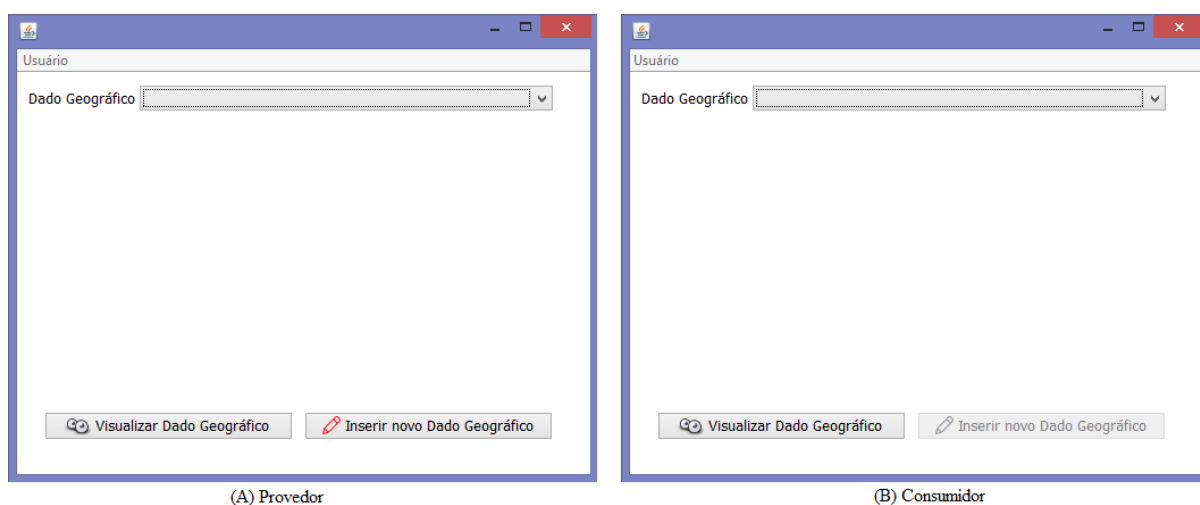 Usuário
Dado Geográfico
Visualizar Dado Geográfico
Inserir novo Dado Geográfico
(A) Provedor
Usuário
Dado Geográfico
Visualizar Dado Geográfico
Inserir novo Dado Geográfico
(B) Consumidor